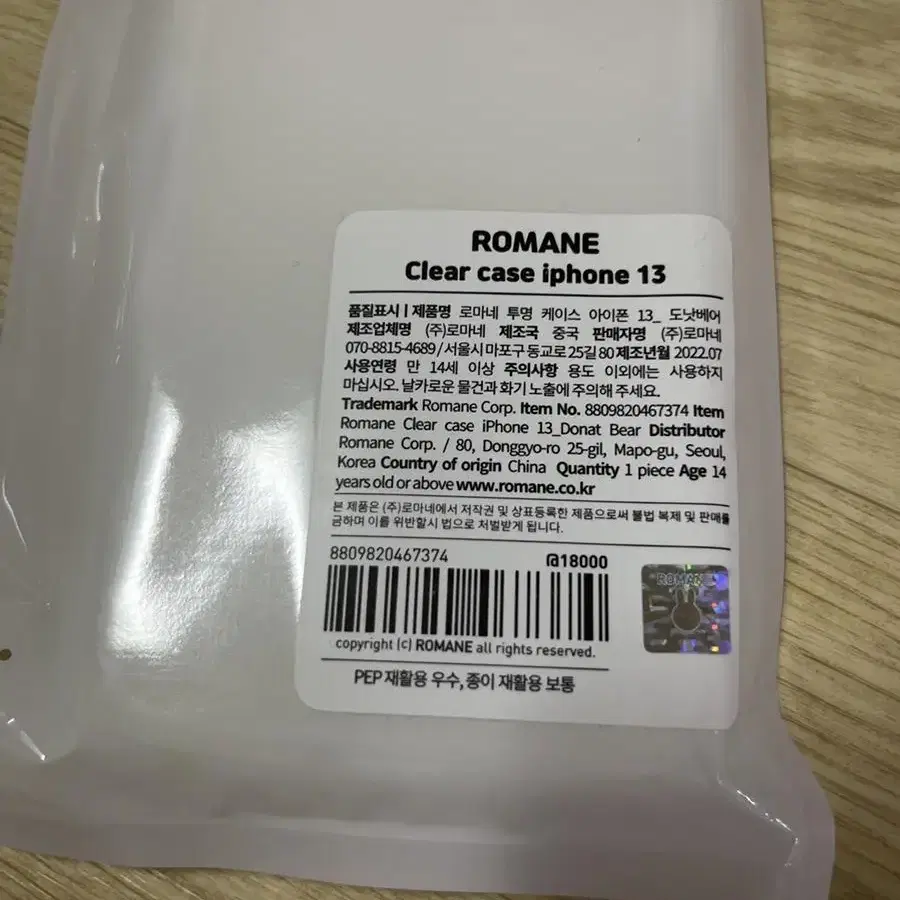 ROMANE
Clear case iphone 13
품질표시 | 제품명 로마네 투명 케이스 아이폰 13_ 도낫베어
제조업체명 (주)로마네 제조국 중국 판매자명 (주)로마네
070-8815-4689 / 서울시 마포구 동교로 25길 80 제조년월 2022.07
사용연령 만 14세 이상 주의사항 용도 이외에는 사용하지
마십시오. 날카로운 물건과 화기 노출에 주의해 주세요.
Trademark Romane Corp. Item No. 8809820467374 Item
Romane Clear case iPhone 13_Donat Bear Distributor
Romane Corp. / 80, Donggyo-ro 25-gil, Mapo-gu, Seoul,
Korea Country of origin China Quantity 1 piece Age 14
years old or above www.romane.co.kr
본 제품은 (주)로마네에서 저작권 및 상표등록한 제품으로써 불법 복제 및 판매를
금하며 이를 위반할시 법으로 처벌받게 됩니다.
8809820467374 @18000
ROMANE
copyright (c) ROMANE all rights reserved.
PEP 재활용 우수, 종이 재활용 보통